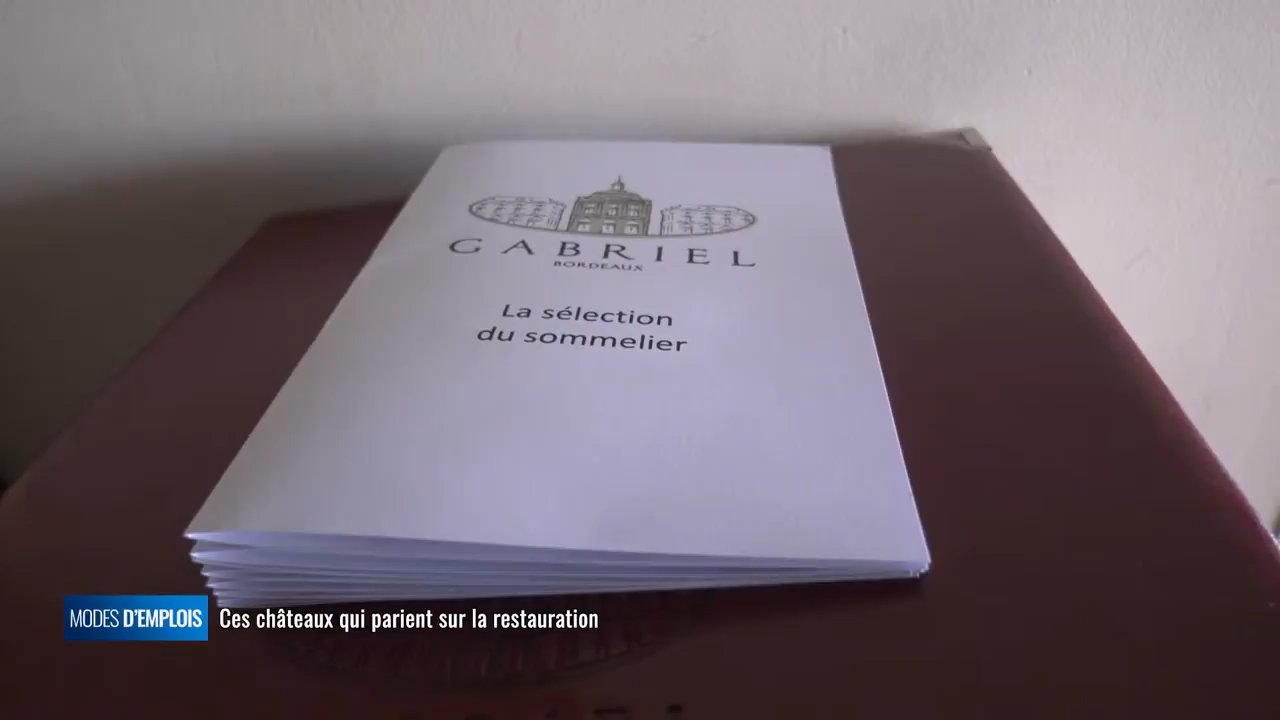 GABRIEL
BORDEAUX
La sélection
du sommelier
MODES D'EMPLOIS Ces châteaux qui parient sur la restauration